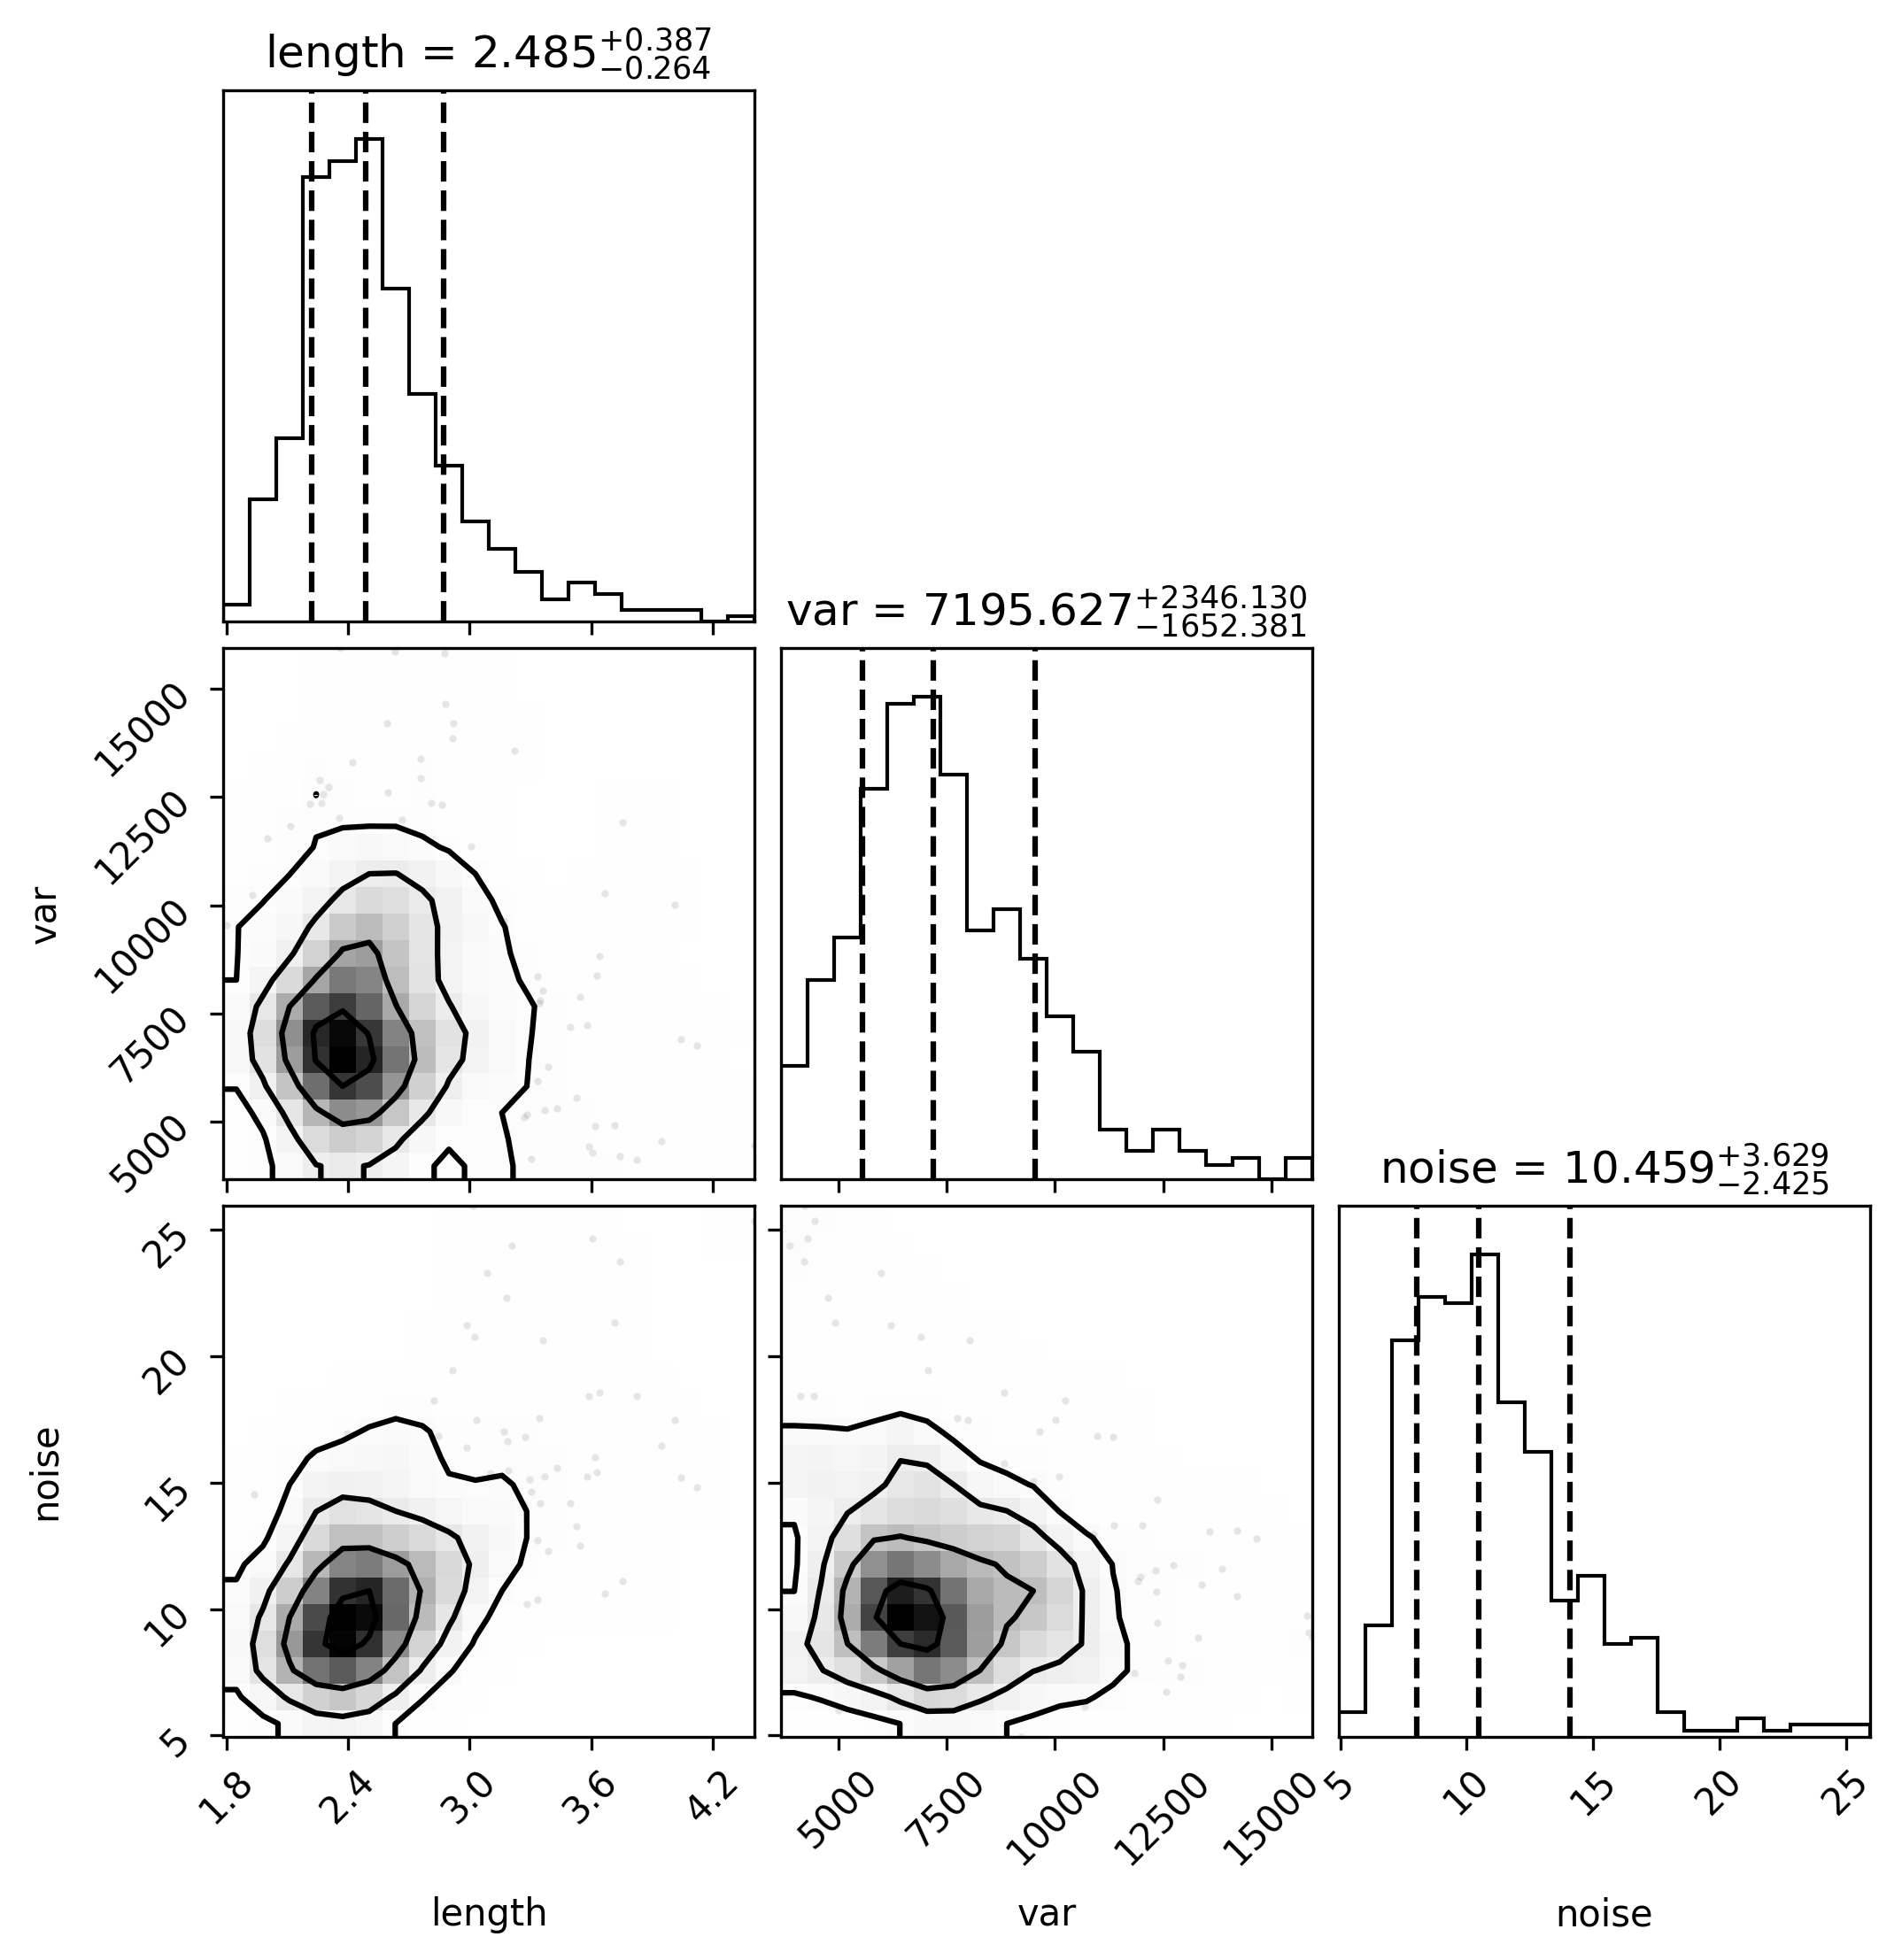 length = 2.485 +0.387 −0.264
var = 7195.627 +2346.130 −1652.381
15000
12500
10000
7500
5000
var
noise = 10.459 +3.629 −2.425
25
20
15
10
5
noise
1.8 2.4 3.0 3.6 4.2
5000 7500 10000 12500 15000
5 10 15 20 25
length
var
noise